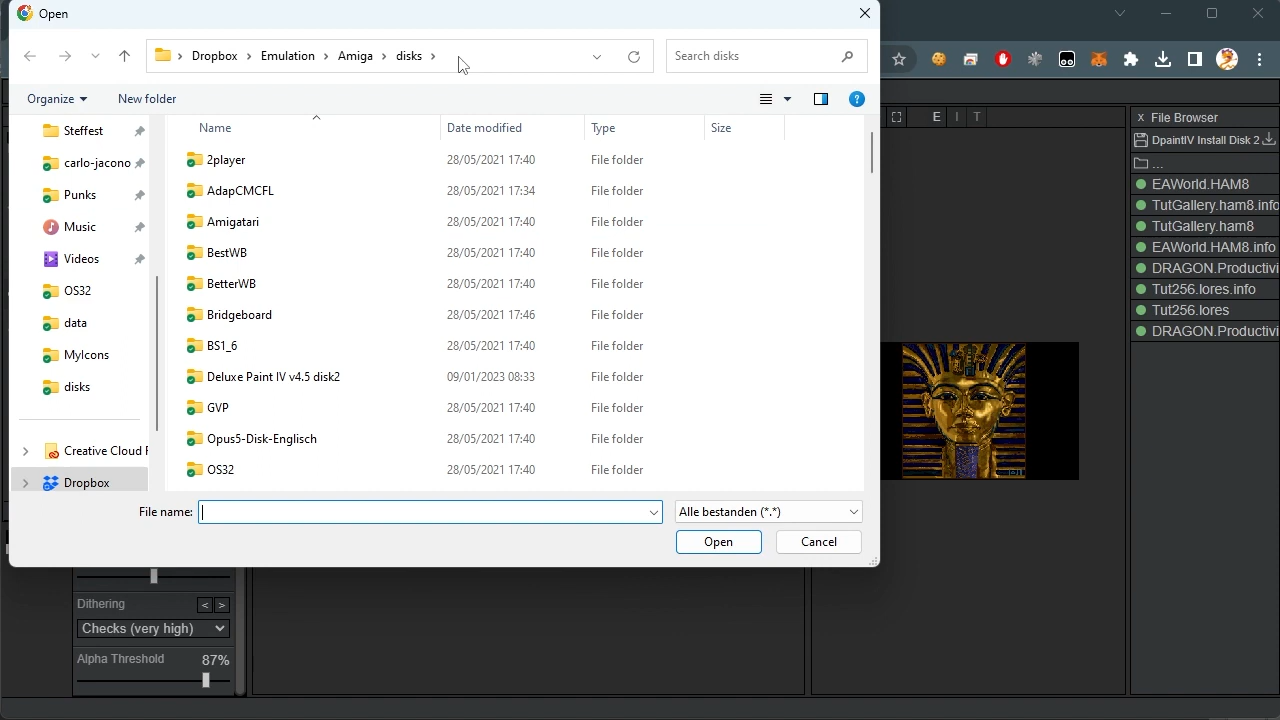 Open
Dropbox > Emulation > Amiga > disks >
Search disks
Organize
New folder
Name
Date modified
Type
Size
Steffest
carlo-jacono
Punks
Music
Videos
OS32
data
MyIcons
disks
Creative Cloud F
Dropbox
2player 28/05/2021 17:40 File folder
AdapCMCFL 28/05/2021 17:34 File folder
Amigatari 28/05/2021 17:40 File folder
BestWB 28/05/2021 17:40 File folder
BetterWB 28/05/2021 17:40 File folder
Bridgeboard 28/05/2021 17:46 File folder
BS1_6 28/05/2021 17:40 File folder
Deluxe Paint IV v4.5 disk2 09/01/2023 08:33 File folder
GVP 28/05/2021 17:40 File folder
Opus5-Disk-Englisch 28/05/2021 17:40 File folder
OS32 28/05/2021 17:40 File folder
File name:
Alle bestanden (*.*)
Open
Cancel
E I T
x File Browser
DpaintIV Install Disk 2
...
EAWorld.HAM8
TutGallery.ham8.info
TutGallery.ham8
EAWorld.HAM8.info
DRAGON.Productivi
Tut256.lores.info
Tut256.lores
DRAGON.Productivi
Dithering
< >
Checks (very high)
Alpha Threshold 87%